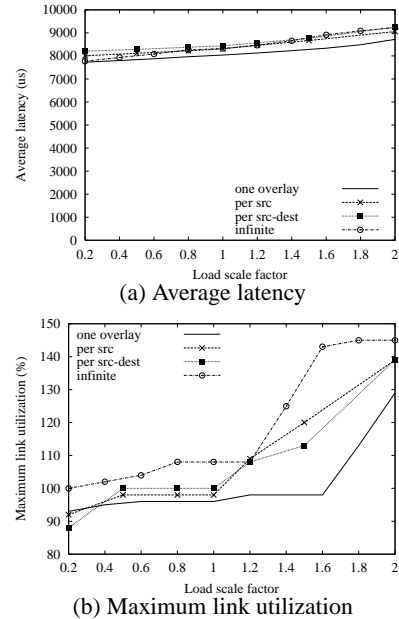 10000
9000
8000
7000
6000
5000
4000
3000
2000
1000
0
Average latency (us)
one overlay
per src
per src-dest
infinite
0.2 0.4 0.6 0.8 1 1.2 1.4 1.6 1.8 2
Load scale factor
(a) Average latency
150
140
130
120
110
100
90
80
Maximum link utilization (%)
one overlay
per src
per src-dest
infinite
0.2 0.4 0.6 0.8 1 1.2 1.4 1.6 1.8 2
Load scale factor
(b) Maximum link utilization